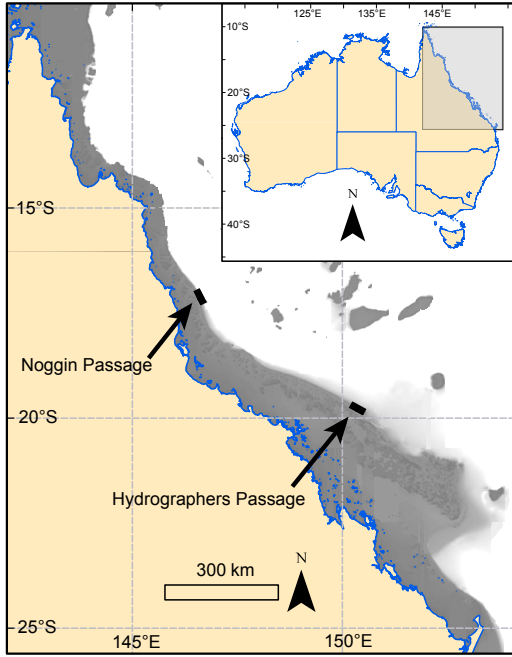 125°E 135°E 145°E
-10°S
-20°S
-30°S
-40°S
N
15°S
Noggin Passage
20°S
Hydrographers Passage
N
300 km
25°S
145°E 150°E